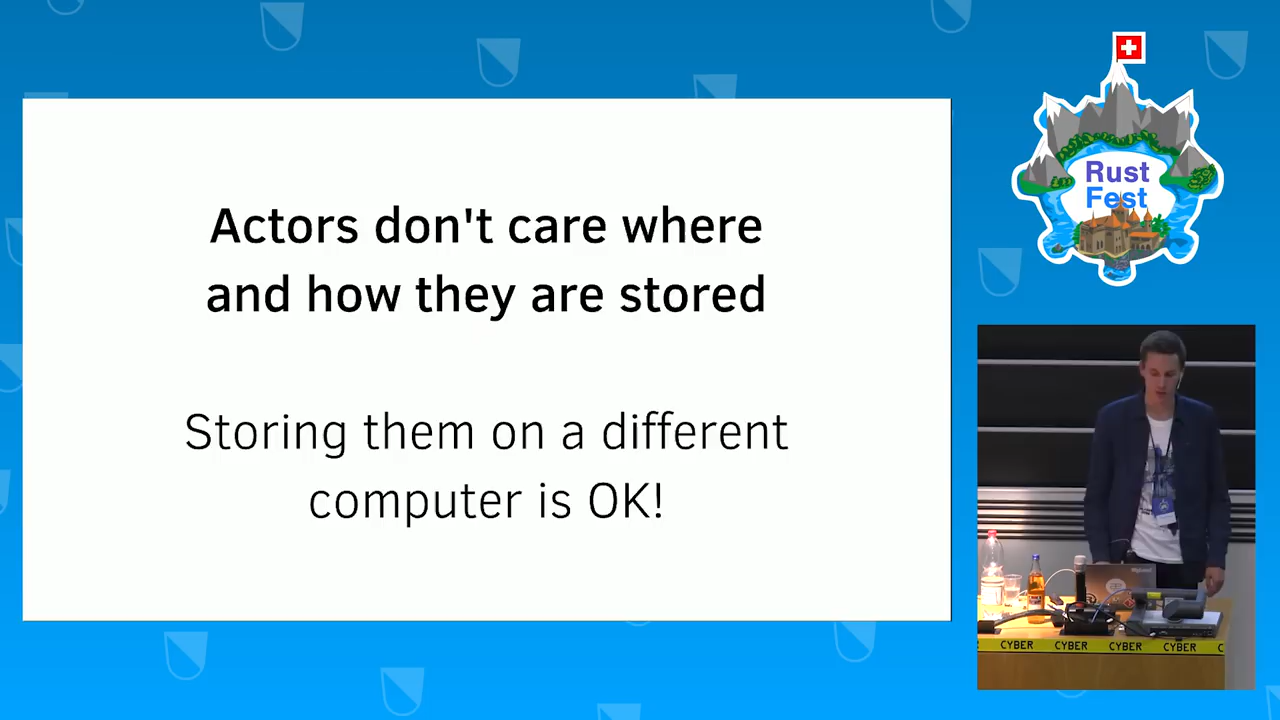 Actors don't care where
and how they are stored
Storing them on a different
computer is OK!
Rust
Fest
CYBER
CYBER
CYBER
CYBER